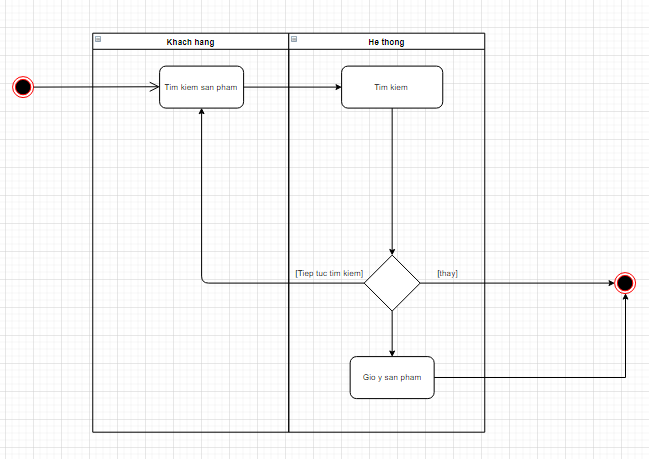 Khach hang
He thong
Tim kiem san pham
Tim kiem
[Tiep tuc tim kiem]
[thay]
Gio y san pham